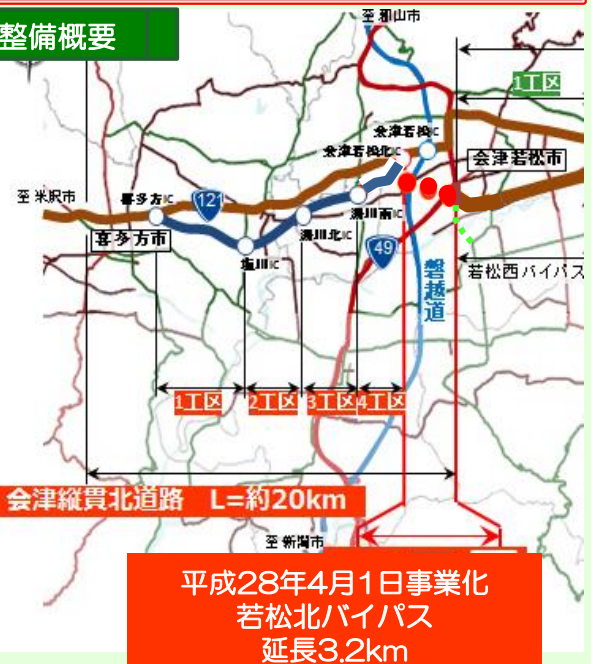 整備概要
至 郡山市
1工区
会津若松IC
会津若松北IC
会津若松市
至 米沢市
喜多方IC
121
湯川南IC
喜多方市
湯川北IC
49
塩川IC
磐越道
若松西バイパス
1工区
2工区
3工区
4工区
会津縦貫北道路 L=約20km
至 新潟市
平成28年4月1日事業化
若松北バイパス
延長3.2km